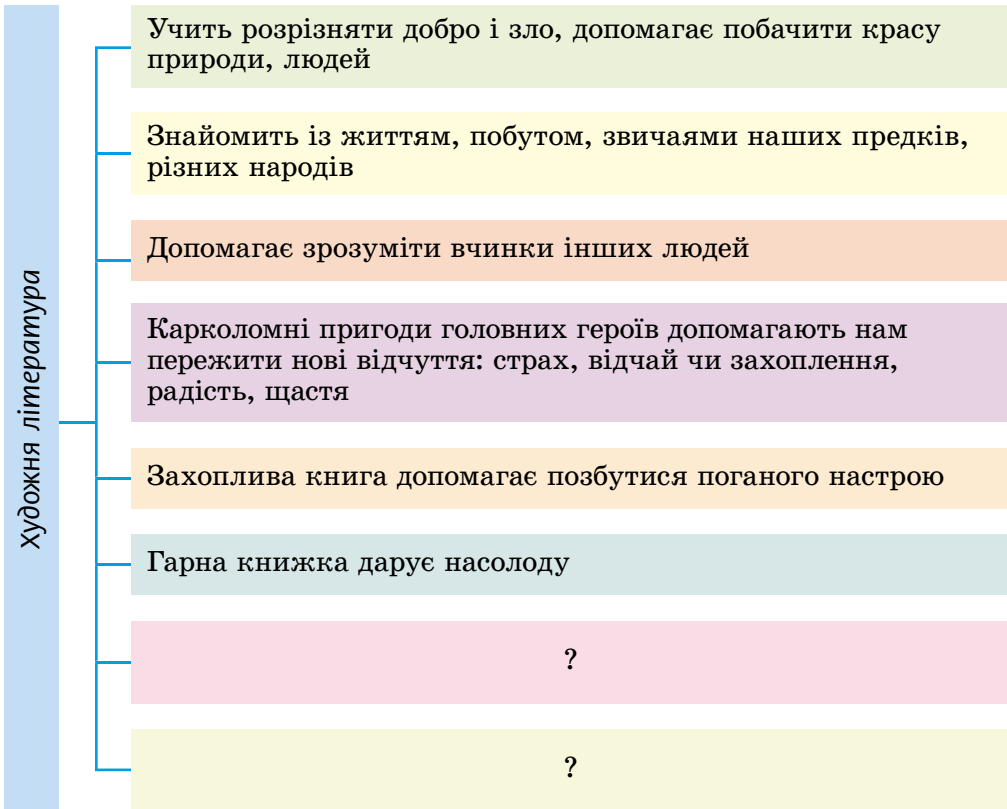 Художня література
Учить розрізняти добро і зло, допомагає побачити красу
природи, людей
Знайомить із життям, побутом, звичаями наших предків,
різних народів
Допомагає зрозуміти вчинки інших людей
Карколомні пригоди головних героїв допомагають нам
пережити нові відчуття: страх, відчай чи захоплення,
радість, щастя
Захоплива книга допомагає позбутися поганого настрою
Гарна книжка дарує насолоду
?
?